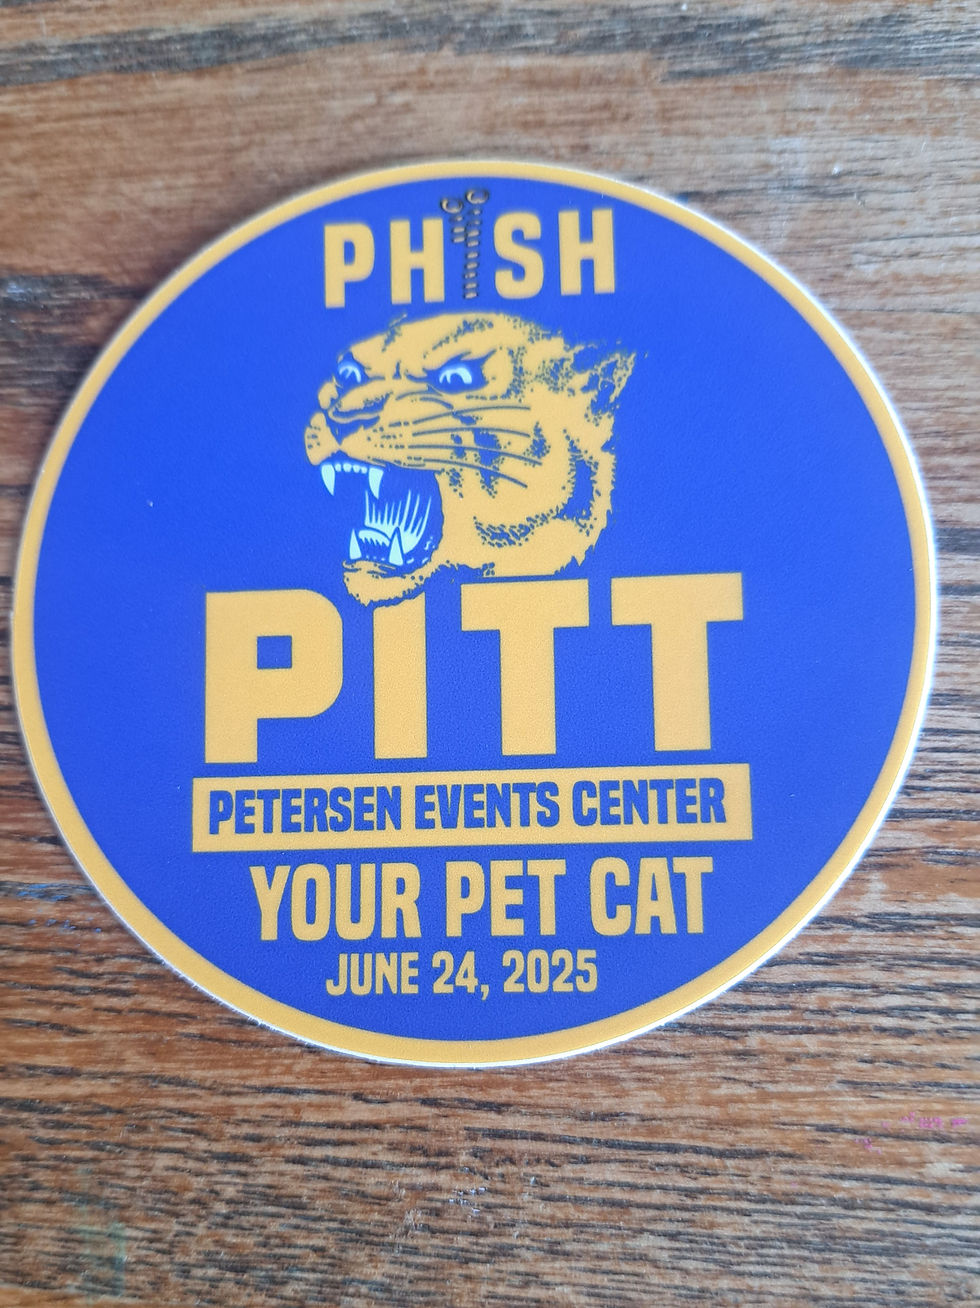 PHISH
PITT
PETERSEN EVENTS CENTER
YOUR PET CAT
JUNE 24, 2025